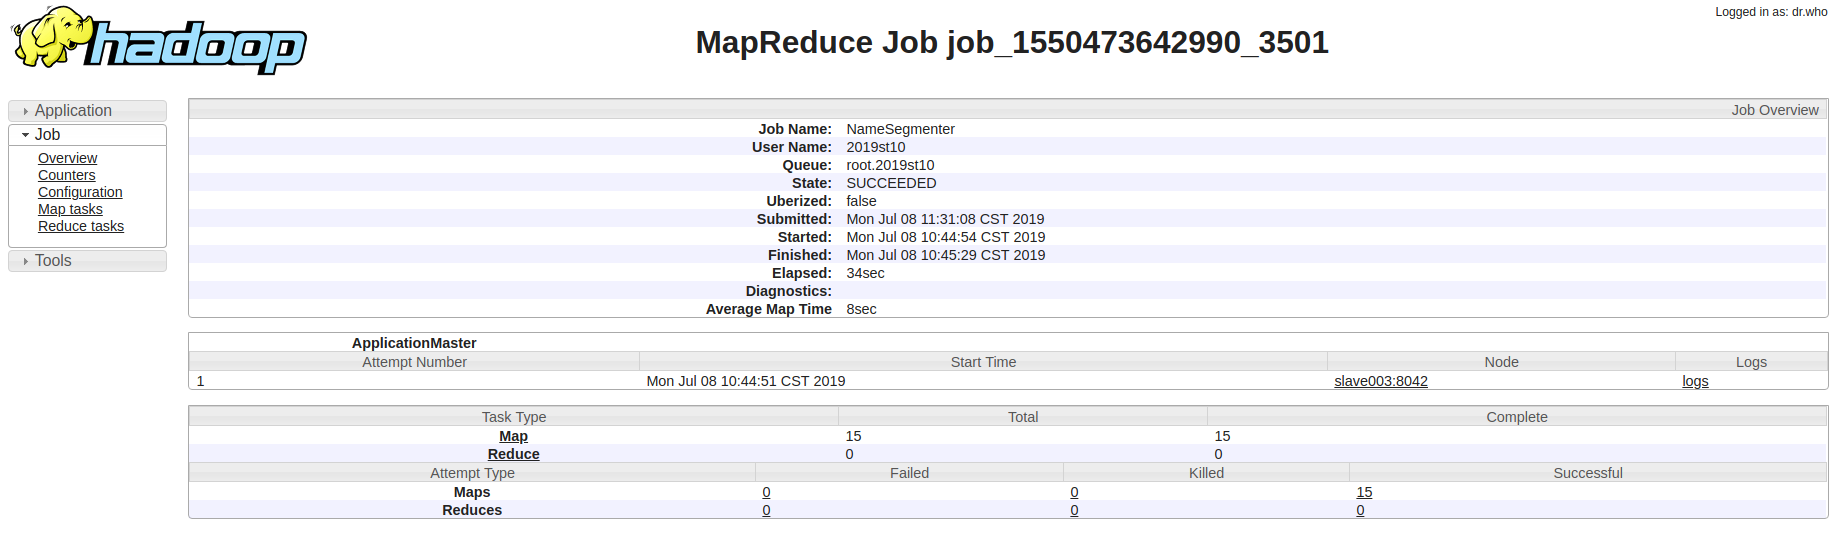 Logged in as: dr.who
hadoop
MapReduce Job job_1550473642990_3501
Application
Job
Overview
Counters
Configuration
Map tasks
Reduce tasks
Tools
Job Overview
Job Name: NameSegmenter
User Name: 2019st10
Queue: root.2019st10
State: SUCCEEDED
Uberized: false
Submitted: Mon Jul 08 11:31:08 CST 2019
Started: Mon Jul 08 10:44:54 CST 2019
Finished: Mon Jul 08 10:45:29 CST 2019
Elapsed: 34sec
Diagnostics:
Average Map Time 8sec
ApplicationMaster
Attempt Number Start Time Node Logs
1 Mon Jul 08 10:44:51 CST 2019 slave003:8042 logs
Task Type Total Complete
Map 15 15
Reduce 0 0
Attempt Type Failed Killed Successful
Maps 0 0 15
Reduces 0 0 0